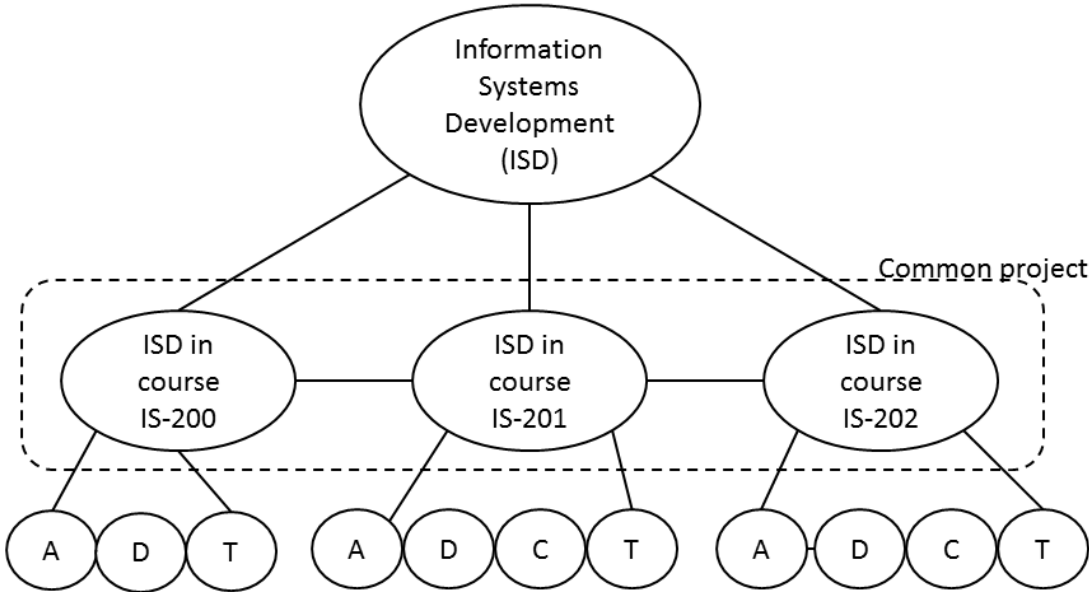 Information
Systems
Development
(ISD)
Common project
ISD in
course
IS-200
ISD in
course
IS-201
ISD in
course
IS-202
A D T
A D C T
A D C T